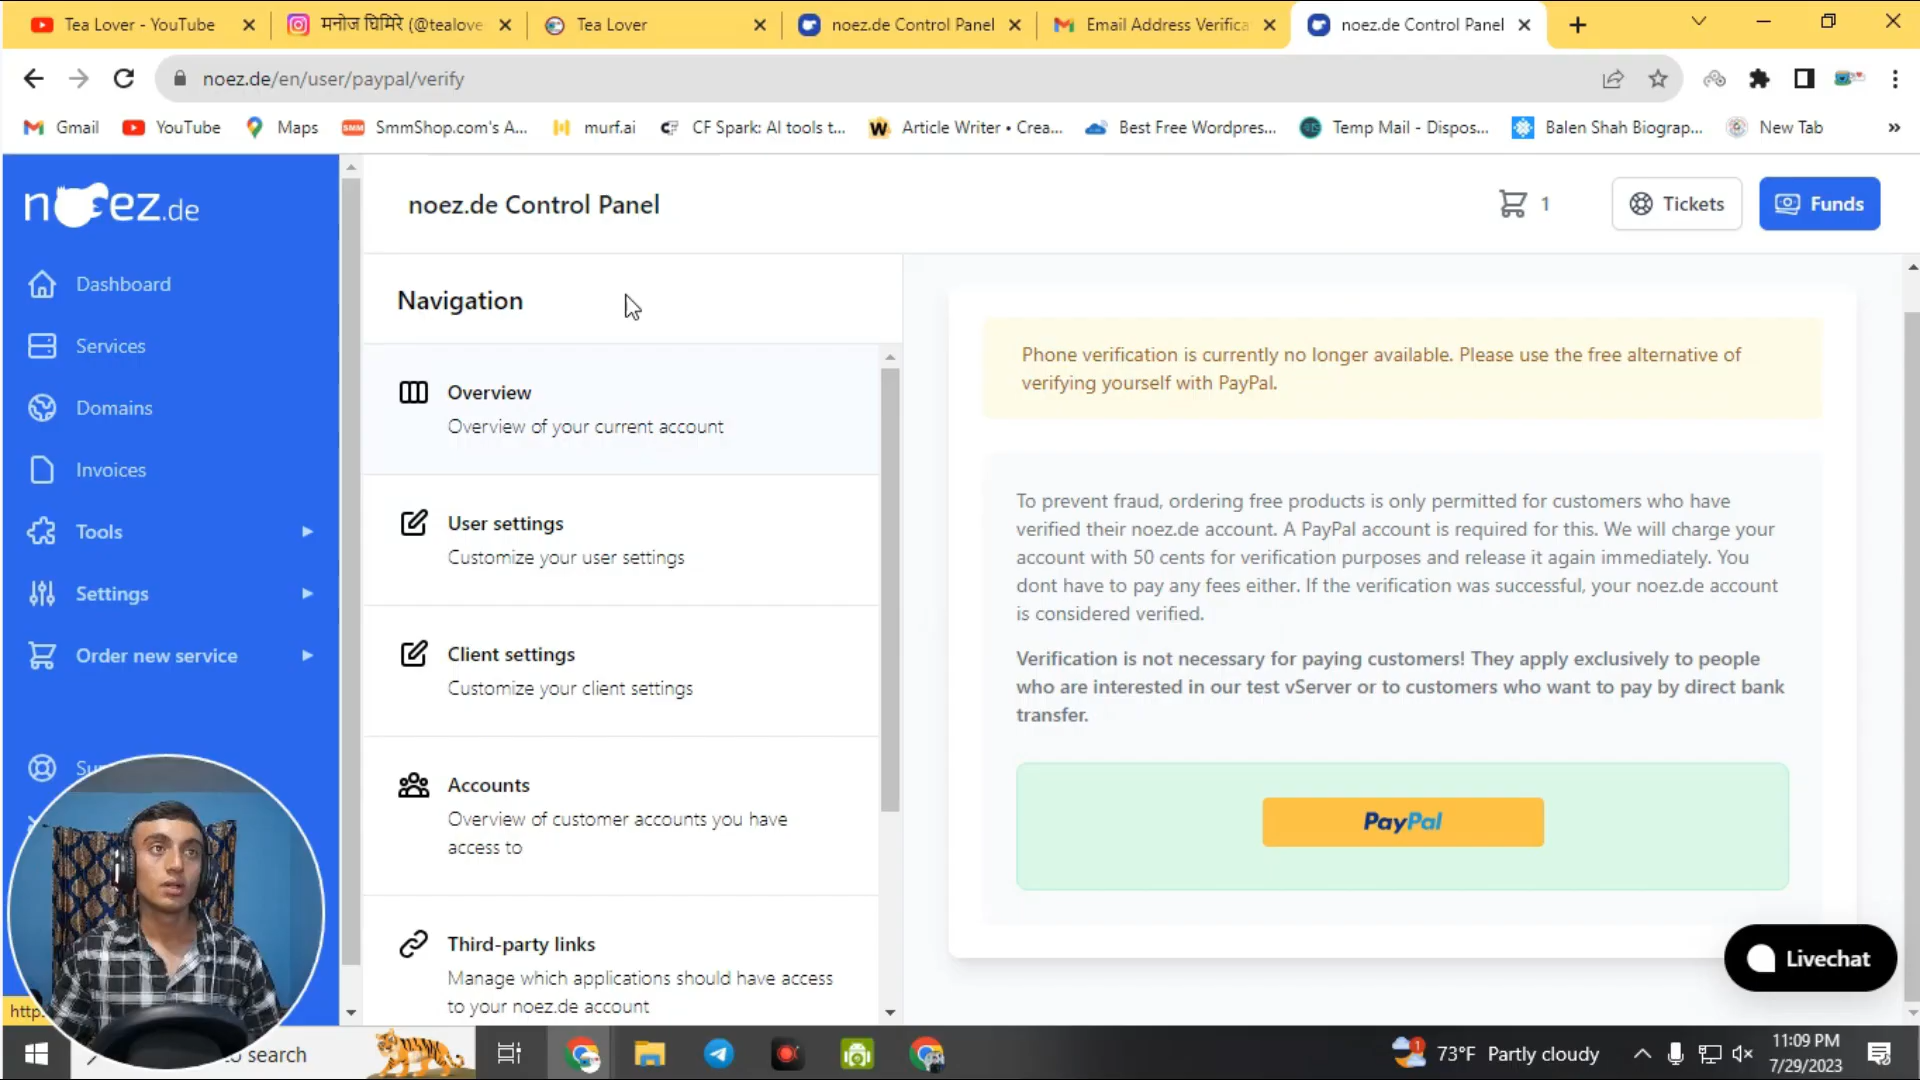 Tea Lover - YouTube
मनोज घिमिरे (@tealove
Tea Lover
noez.de Control Panel
Email Address Verifica
noez.de Control Panel
noez.de/en/user/paypal/verify
Gmail
YouTube
Maps
SMM
SmmShop.com's A...
murf.ai
CF Spark: AI tools t...
W
Article Writer • Crea...
Best Free Wordpres...
Temp Mail - Dispos...
Balen Shah Biograp...
New Tab
»
noez.de
noez.de Control Panel
1
Tickets
Funds
Dashboard
Services
Domains
Invoices
Tools
Settings
Order new service
Navigation
Overview
Overview of your current account
User settings
Customize your user settings
Client settings
Customize your client settings
Accounts
Overview of customer accounts you have
access to
Third-party links
Manage which applications should have access
to your noez.de account
Phone verification is currently no longer available. Please use the free alternative of
verifying yourself with PayPal.
To prevent fraud, ordering free products is only permitted for customers who have
verified their noez.de account. A PayPal account is required for this. We will charge your
account with 50 cents for verification purposes and release it again immediately. You
dont have to pay any fees either. If the verification was successful, your noez.de account
is considered verified.
Verification is not necessary for paying customers! They apply exclusively to people
who are interested in our test vServer or to customers who want to pay by direct bank
transfer.
PayPal
Livechat
http
to search
1
73°F Partly cloudy
11:09 PM
7/29/2023